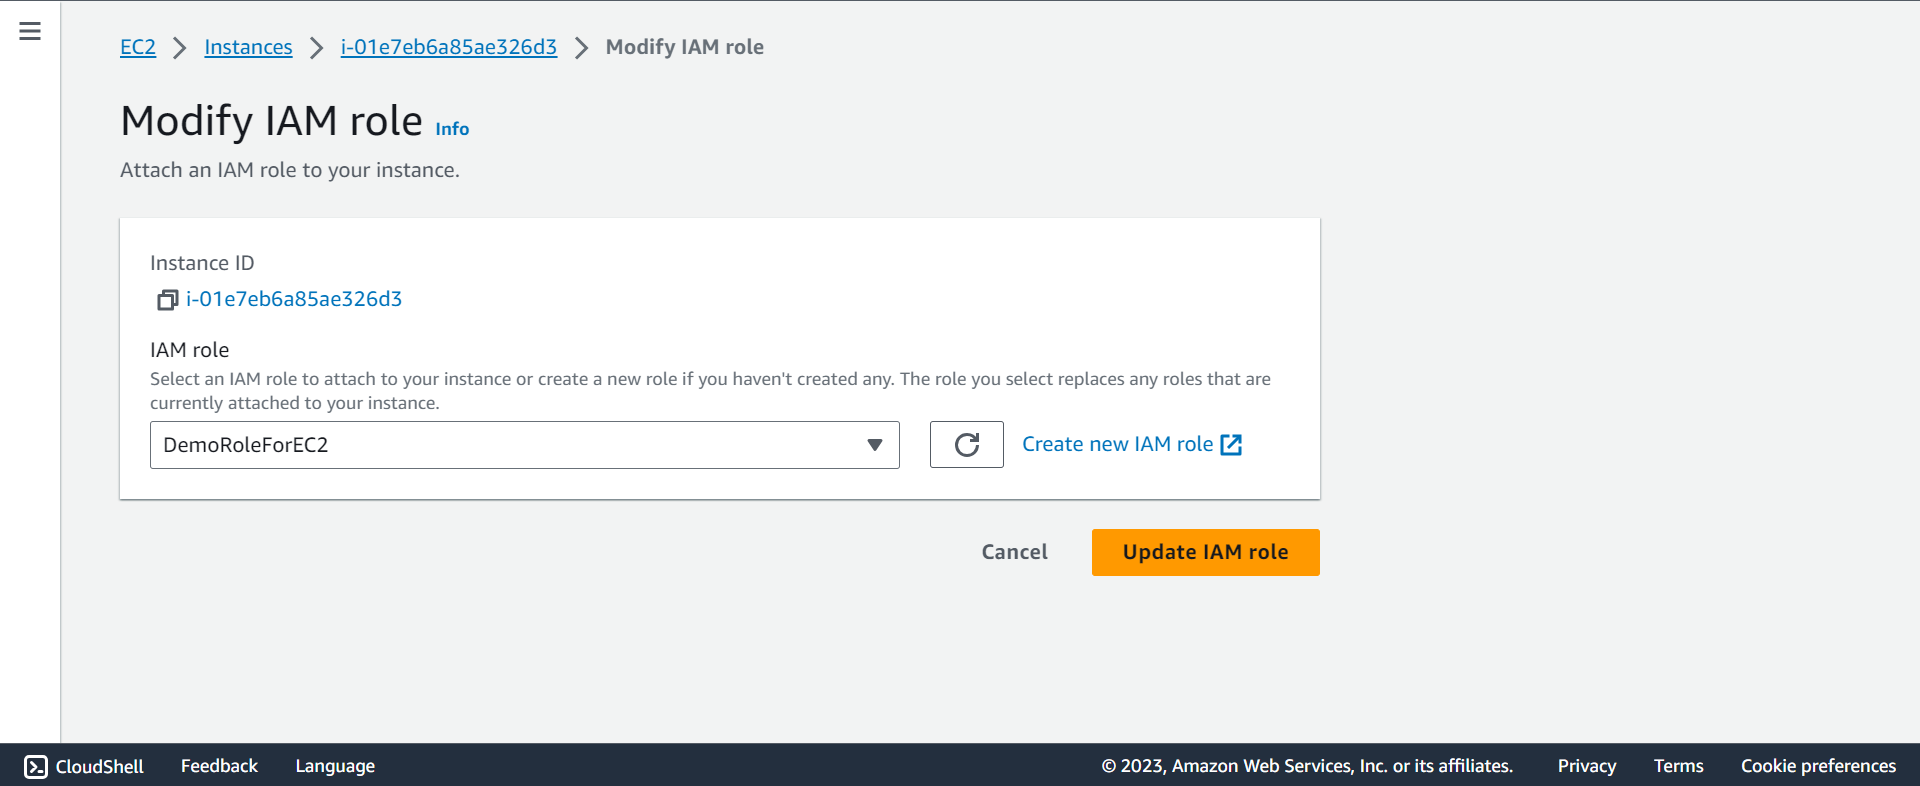 EC2 Instances i-01e7eb6a85ae326d3 Modify IAM role
Modify IAM role Info
Attach an IAM role to your instance.
Instance ID
i-01e7eb6a85ae326d3
IAM role
Select an IAM role to attach to your instance or create a new role if you haven't created any. The role you select replaces any roles that are
currently attached to your instance.
DemoRoleForEC2 Create new IAM role
Cancel Update IAM role
CloudShell Feedback Language © 2023, Amazon Web Services, Inc. or its affiliates. Privacy Terms Cookie preferences